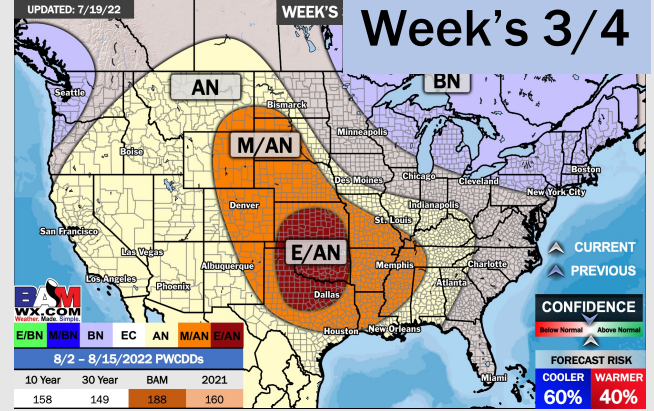 UPDATED: 7/19/22
WEEK'S
Week's 3/4
Seattle
AN
BN
Bismarck
Minneapolis
M/AN
Boise
Boston
Des Moines
Chicago
Cleveland
New York City
Denver
Indianapolis
St. Louis
San Francisco
E/AN
CURRENT
Las Vegas
Albuquerque
Memphis
Charlotte
PREVIOUS
Los Angeles
Phoenix
Atlanta
Dallas
BAM
WX.COM
Weather. Made. Simple.
CONFIDENCE
Below Normal
Above Normal
Houston
New Orleans
E/BN M/BN BN EC AN M/AN E/AN
8/2 – 8/15/2022 PWCDDs
FORECAST RISK
Miami
COOLER WARMER
10 Year 30 Year BAM 2021
60% 40%
158 149 188 160